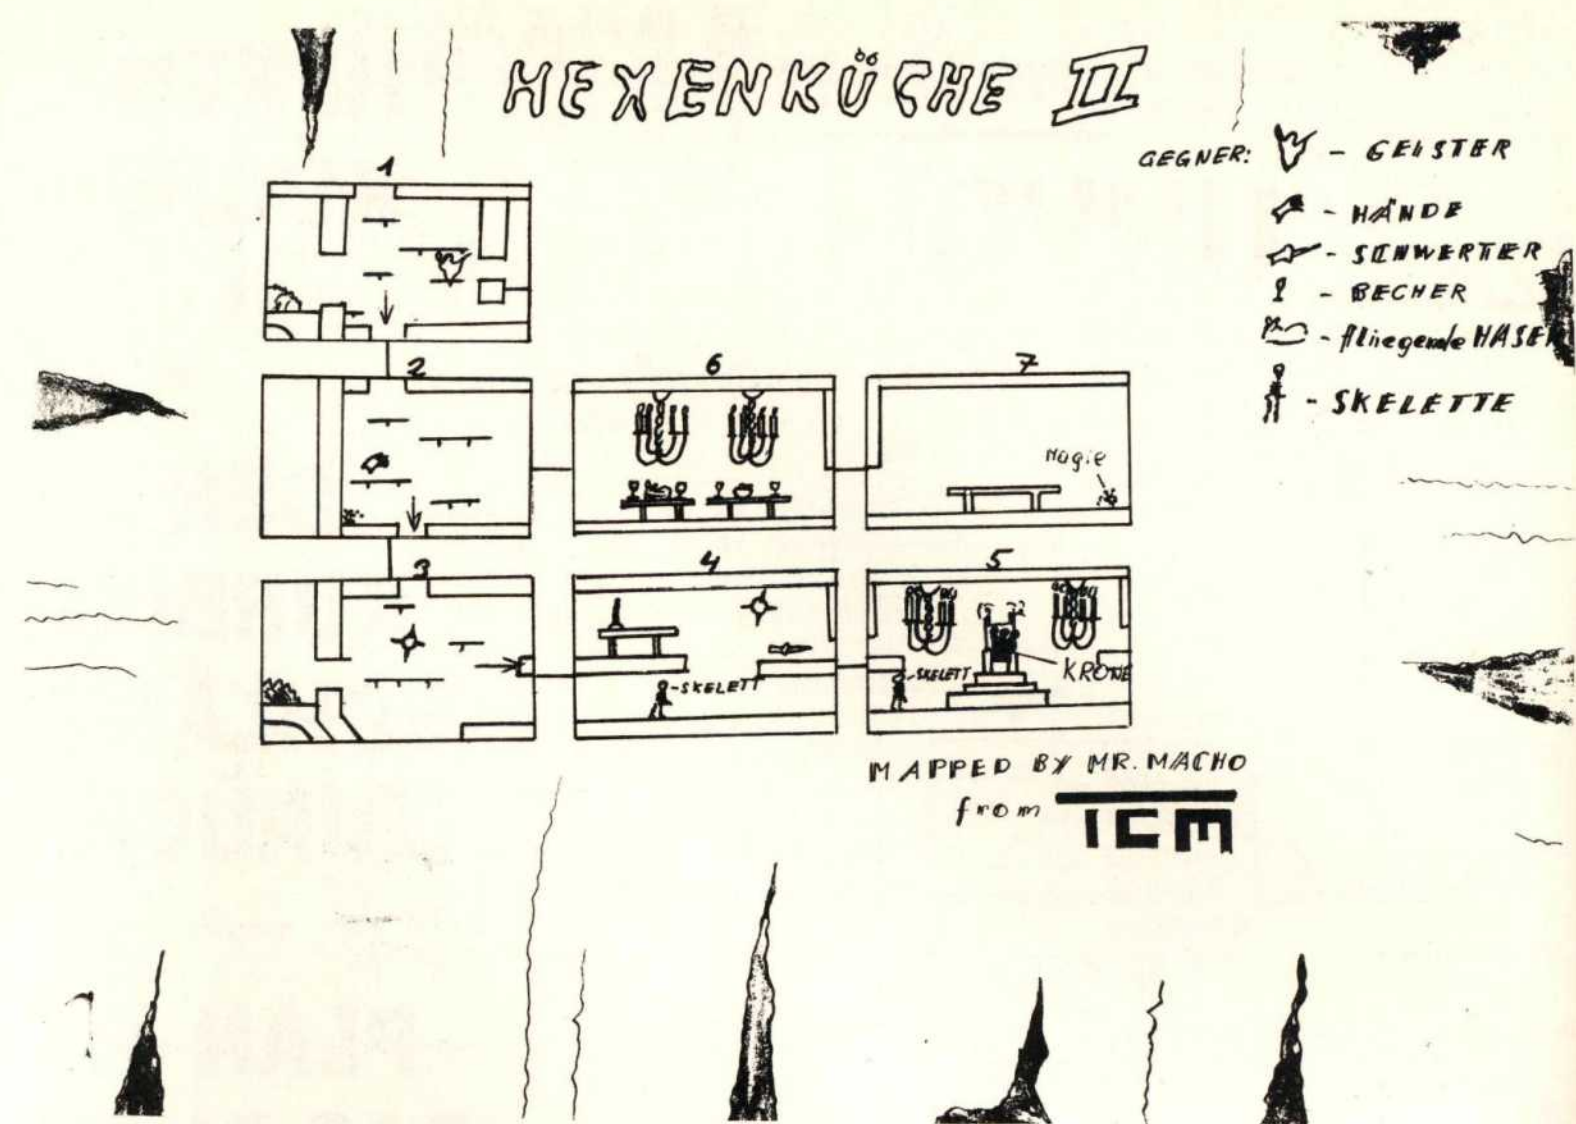 HEXENKÜCHE II
GEGNER: - GEISTER
- HÄNDE
- SCHWERTER
- BECHER
- fliegende HASEN
- SKELETTE
1
2
6
7
Magie
3
4
5
-SKELETT
-SKELETT
KRONE
MAPPED BY MR. MACHO
from ICM